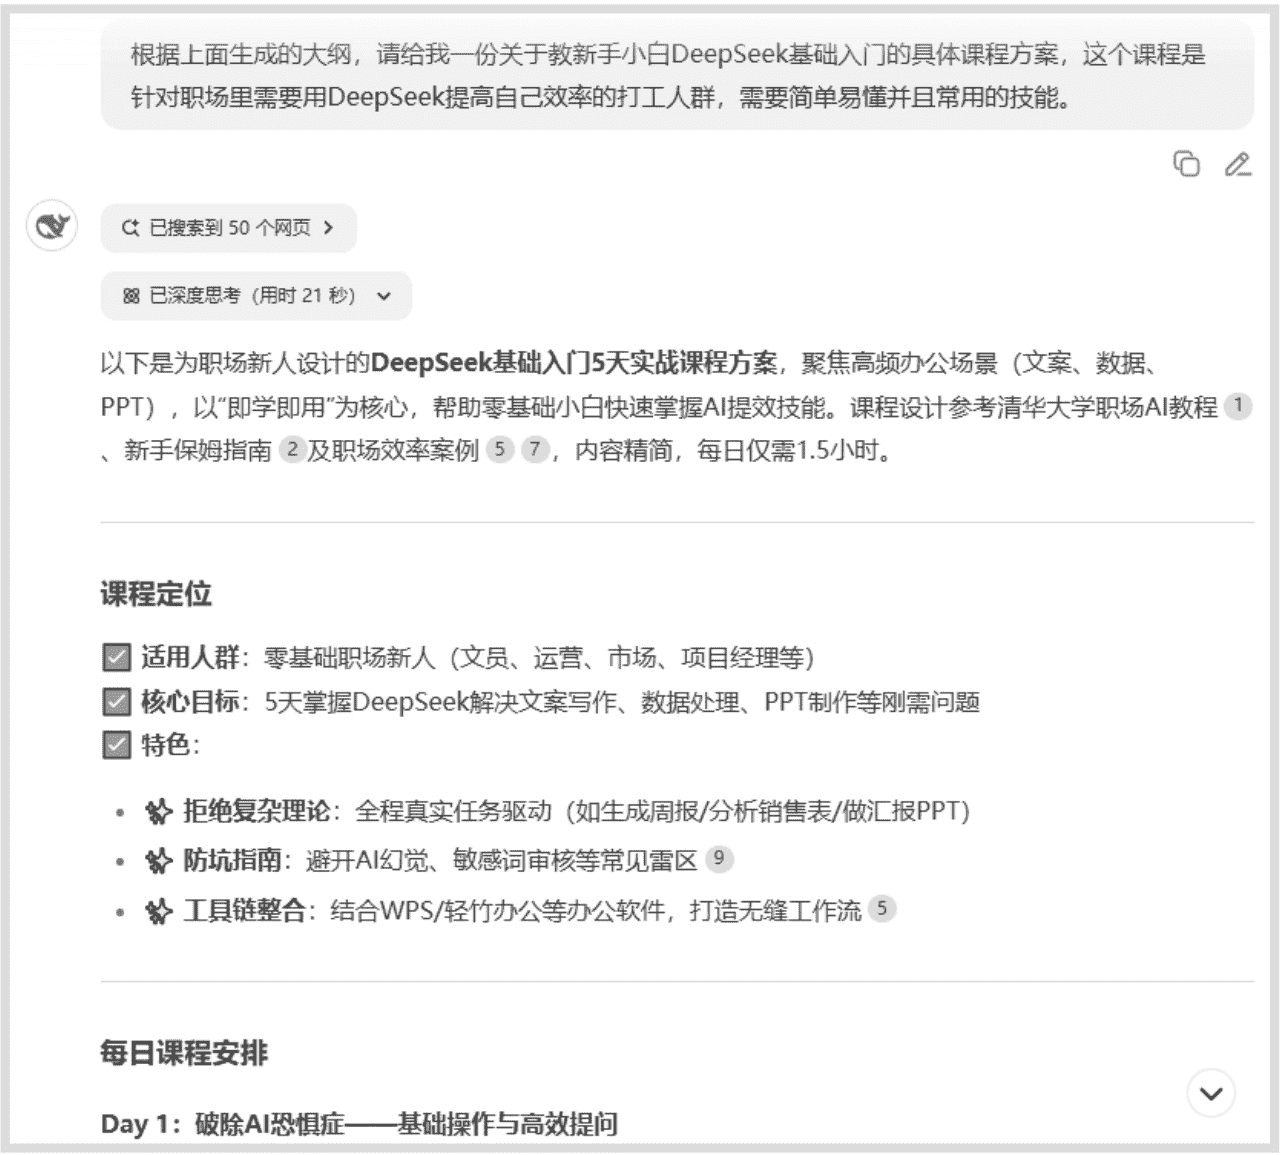 根据上面生成的大纲，请给我一份关于教新手小白DeepSeek基础入门的具体课程方案，这个课程是
针对职场里需要用DeepSeek提高自己效率的打工人群，需要简单易懂并且常用的技能。
已搜索到 50 个网页
已深度思考（用时 21 秒）
以下是为职场新人设计的DeepSeek基础入门5天实战课程方案，聚焦高频办公场景（文案、数据、
PPT），以“即学即用”为核心，帮助零基础小白快速掌握AI提效技能。课程设计参考清华大学职场AI教程 1
、新手保姆指南 2 及职场效率案例 5 7 ，内容精简，每日仅需1.5小时。
课程定位
适用人群：零基础职场新人（文员、运营、市场、项目经理等）
核心目标：5天掌握DeepSeek解决文案写作、数据处理、PPT制作等刚需问题
特色：
拒绝复杂理论：全程真实任务驱动（如生成周报/分析销售表/做汇报PPT）
防坑指南：避开AI幻觉、敏感词审核等常见雷区 9
工具链整合：结合WPS/轻竹办公等办公软件，打造无缝工作流 5
每日课程安排
Day 1：破除AI恐惧症——基础操作与高效提问